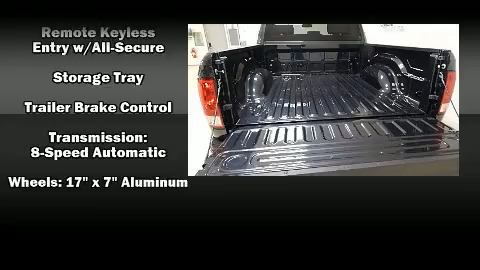 Remote Keyless
Entry w/All-Secure
Storage Tray
Trailer Brake Control
Transmission:
8-Speed Automatic
Wheels: 17" x 7" Aluminum